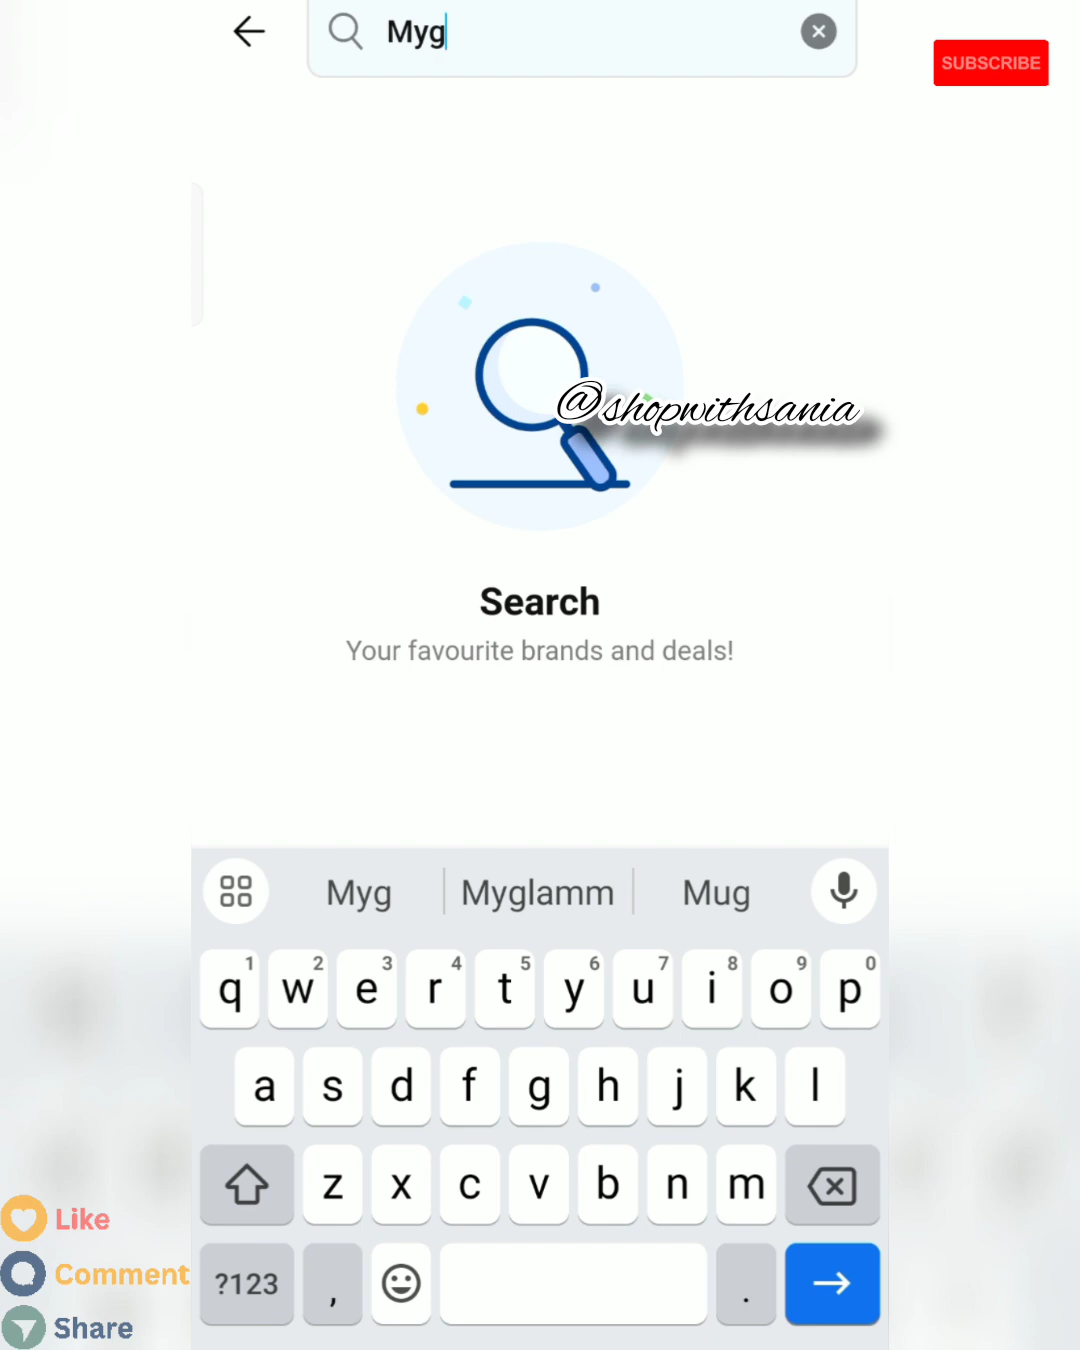 Myg
SUBSCRIBE
@shopwithsania
Search
Your favourite brands and deals!
Myg Myglamm Mug
1 2 3 4 5 6 7 8 9 0
q w e r t y u i o p
a s d f g h j k l
z x c v b n m
?123 , .
Like
Comment
Share